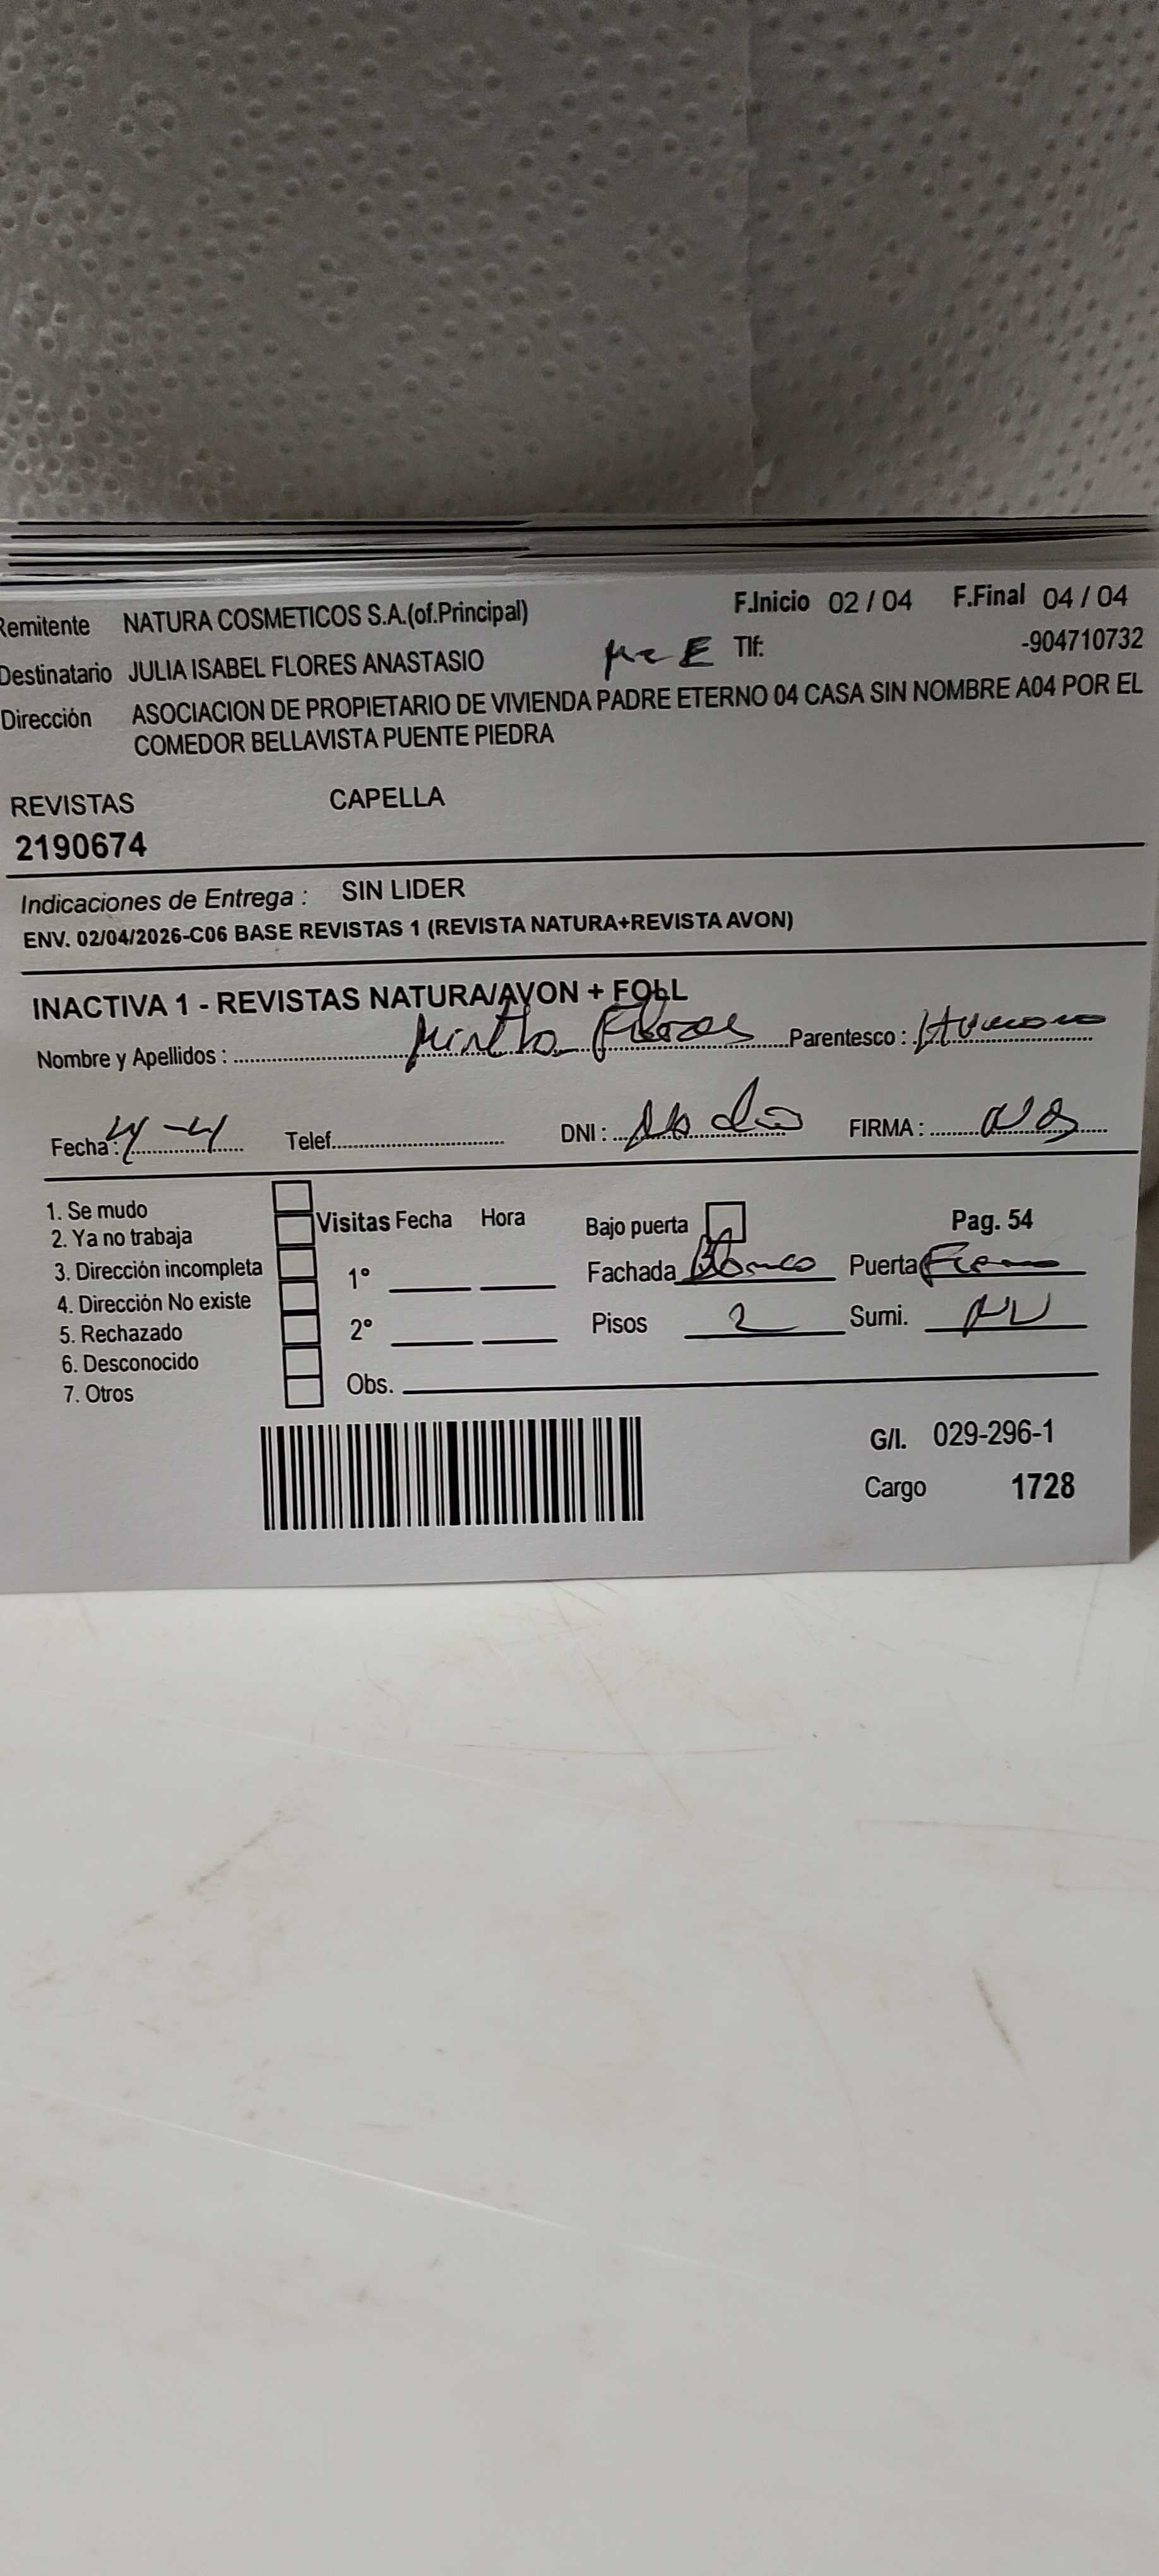 Remitente NATURA COSMETICOS S.A.(of.Principal) F.Inicio 02 / 04 F.Final 04 / 04
Destinatario JULIA ISABEL FLORES ANASTASIO Mz E Tlf: -904710732
Dirección ASOCIACION DE PROPIETARIO DE VIVIENDA PADRE ETERNO 04 CASA SIN NOMBRE A04 POR EL
COMEDOR BELLAVISTA PUENTE PIEDRA
REVISTAS CAPELLA
2190674
Indicaciones de Entrega : SIN LIDER
ENV. 02/04/2026-C06 BASE REVISTAS 1 (REVISTA NATURA+REVISTA AVON)
INACTIVA 1 - REVISTAS NATURA/AVON + FOLL
Nombre y Apellidos : Flores Parentesco :
Fecha : 4-4 Telef. DNI : FIRMA :
1. Se mudo
2. Ya no trabaja
3. Dirección incompleta
4. Dirección No existe
5. Rechazado
6. Desconocido
7. Otros
Visitas Fecha Hora
1°
2°
Obs.
Bajo puerta Pag. 54
Fachada Blanco Puerta Fierro
Pisos 2 Sumi. NV
G/I. 029-296-1
Cargo 1728